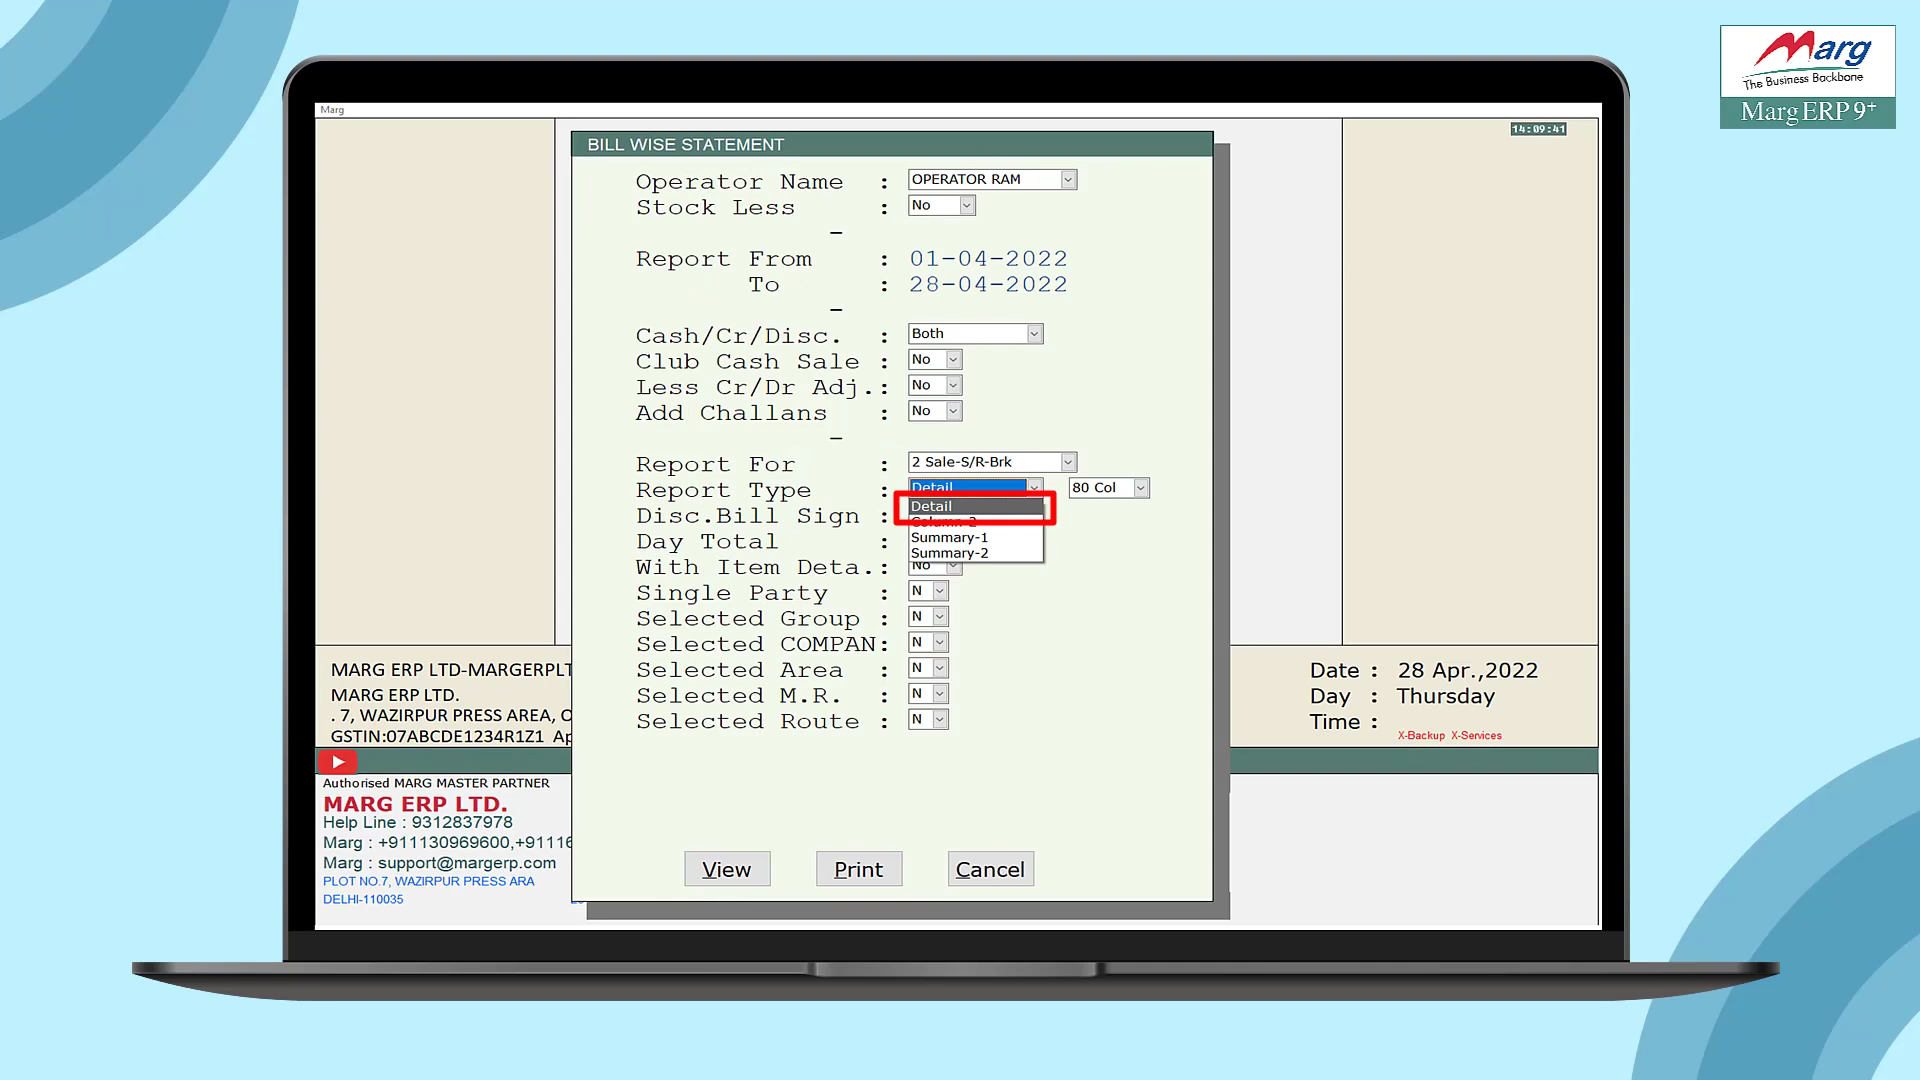 Marg
The Business Backbone
Marg ERP 9+
Marg
14:09:41
BILL WISE STATEMENT
Operator Name : OPERATOR RAM
Stock Less : No
-
Report From : 01-04-2022
To : 28-04-2022
-
Cash/Cr/Disc. : Both
Club Cash Sale : No
Less Cr/Dr Adj.: No
Add Challans : No
-
Report For : 2 Sale-S/R-Brk
Report Type : Detail 80 Col
Detail
Disc.Bill Sign :
Column-2
Day Total :
Summary-1
Summary-2
With Item Deta.: No
Single Party : N
Selected Group : N
Selected COMPAN: N
Selected Area : N
Selected M.R. : N
Selected Route : N
View Print Cancel
MARG ERP LTD-MARGERPLT
MARG ERP LTD.
. 7, WAZIRPUR PRESS AREA, O
GSTIN:07ABCDE1234R1Z1 Ap
Date : 28 Apr.,2022
Day : Thursday
Time :
X-Backup X-Services
Authorised MARG MASTER PARTNER
MARG ERP LTD.
Help Line : 9312837978
Marg : +911130969600,+91116
Marg : support@margerp.com
PLOT NO.7, WAZIRPUR PRESS ARA
DELHI-110035